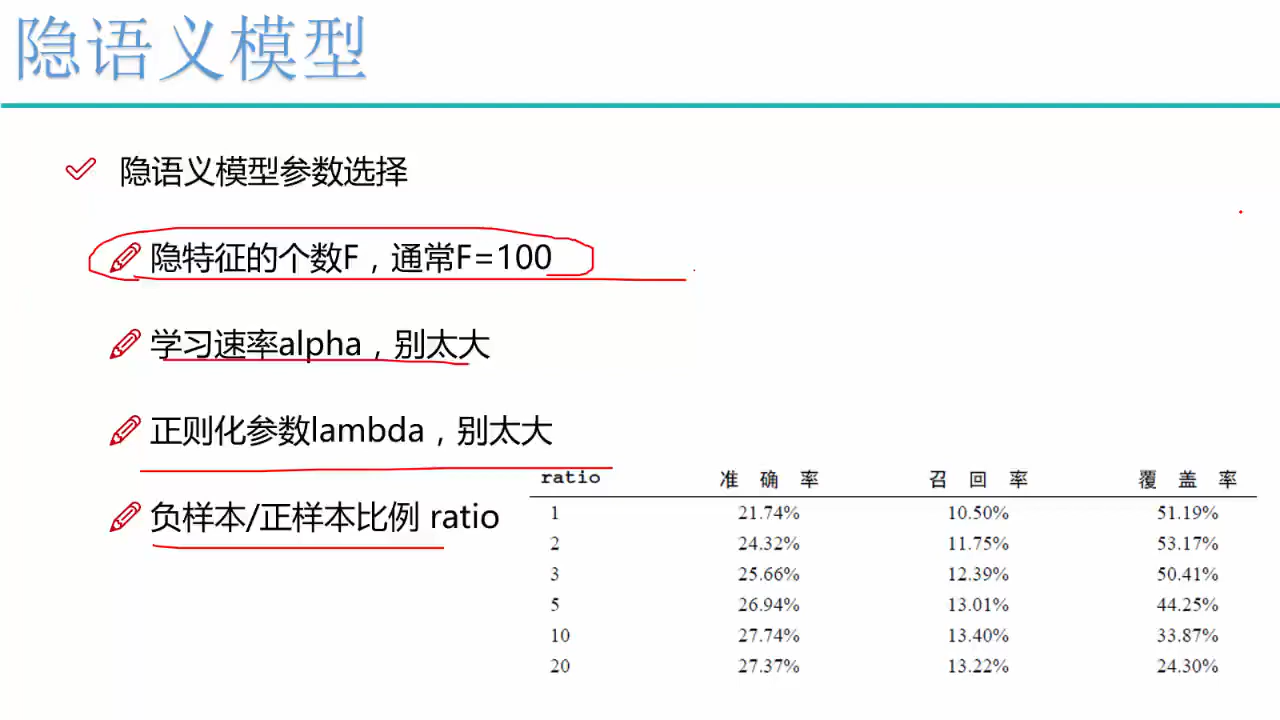 隐语义模型
隐语义模型参数选择
隐特征的个数F，通常F=100
学习速率alpha，别太大
正则化参数lambda，别太大
负样本/正样本比例 ratio
ratio 准确率 召回率 覆盖率
1 21.74% 10.50% 51.19%
2 24.32% 11.75% 53.17%
3 25.66% 12.39% 50.41%
5 26.94% 13.01% 44.25%
10 27.74% 13.40% 33.87%
20 27.37% 13.22% 24.30%